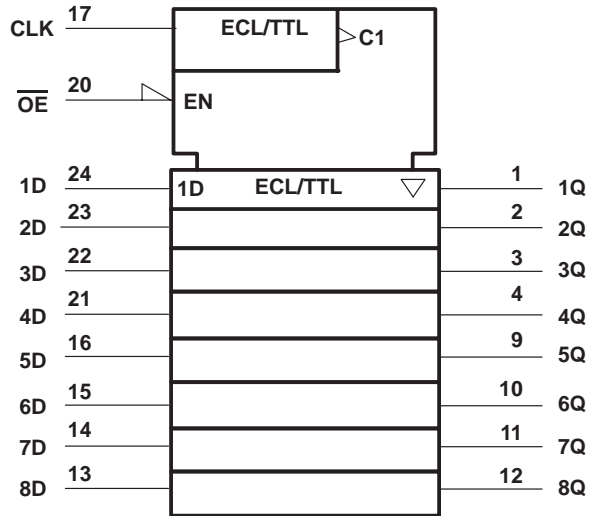 CLK 17 ECL/TTL C1
OE 20 EN
1D 24 1D ECL/TTL 1 1Q
2D 23 2 2Q
3D 22 3 3Q
4D 21 4 4Q
5D 16 9 5Q
6D 15 10 6Q
7D 14 11 7Q
8D 13 12 8Q